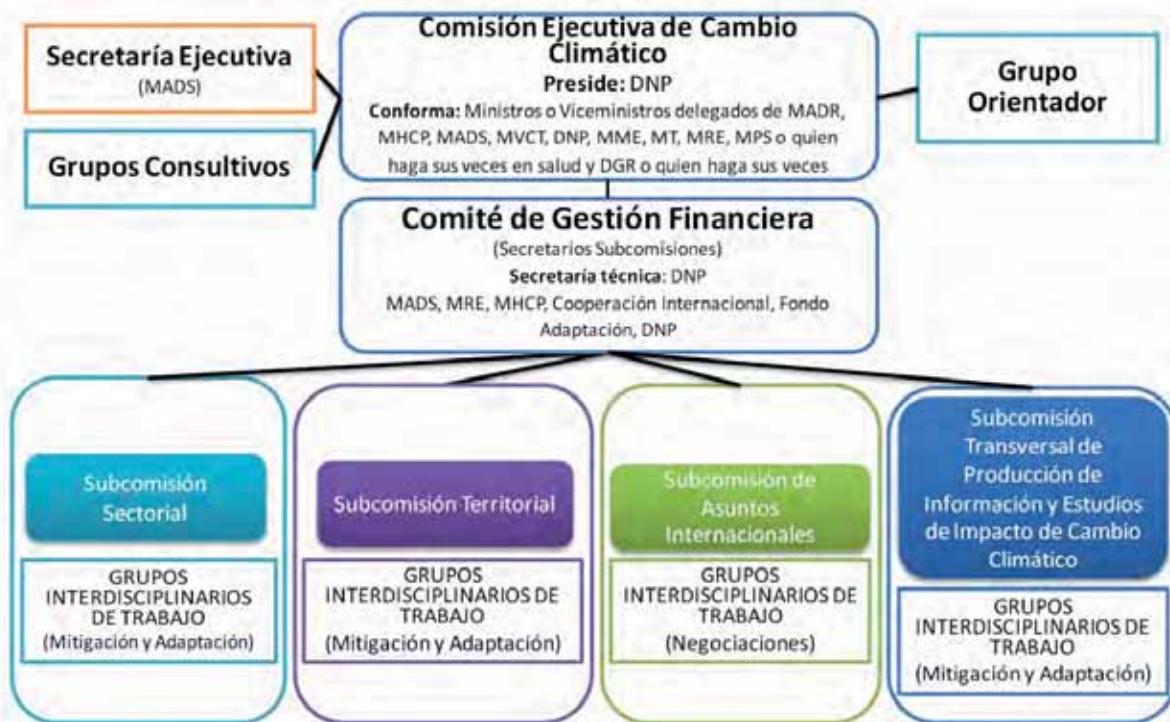 Secretaría Ejecutiva
(MADS)
Grupos Consultivos
Comisión Ejecutiva de Cambio
Climático
Preside: DNP
Conforma: Ministros o Viceministros delegados de MADR,
MHCP, MADS, MVCT, DNP, MME, MT, MRE, MPS o quien
haga sus veces en salud y DGR o quien haga sus veces
Grupo
Orientador
Comité de Gestión Financiera
(Secretarios Subcomisiones)
Secretaría técnica: DNP
MADS, MRE, MHCP, Cooperación Internacional, Fondo
Adaptación, DNP
Subcomisión
Sectorial
GRUPOS
INTERDISCIPLINARIOS
DE TRABAJO
(Mitigación y Adaptación)
Subcomisión Territorial
GRUPOS
INTERDISCIPLINARIOS DE
TRABAJO
(Mitigación y Adaptación)
Subcomisión de
Asuntos
Internacionales
GRUPOS
INTERDISCIPLINARIOS DE
TRABAJO
(Negociaciones)
Subcomisión
Transversal de
Producción de
Información y Estudios
de Impacto de Cambio
Climático
GRUPOS
INTERDISCIPLINARIOS DE
TRABAJO
(Mitigación y Adaptación)